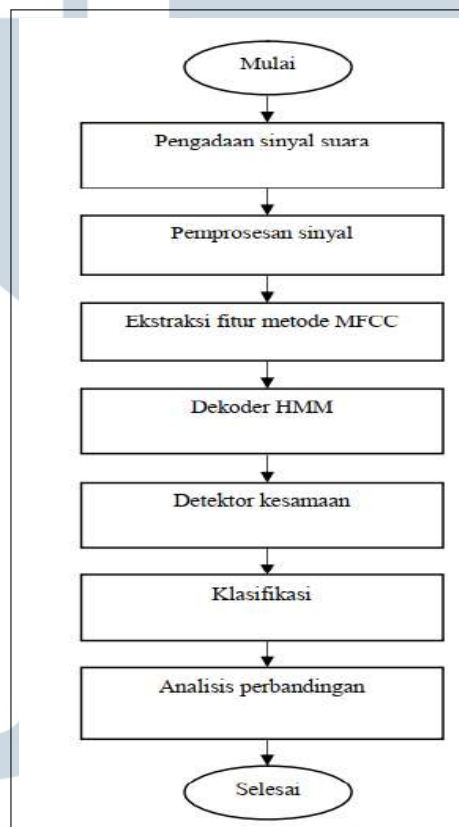 Mulai
Pengadaan sinyal suara
Pemprosesan sinyal
Ekstraksi fitur metode MFCC
Dekoder HMM
Detektor kesamaan
Klasifikasi
Analisis perbandingan
Selesai